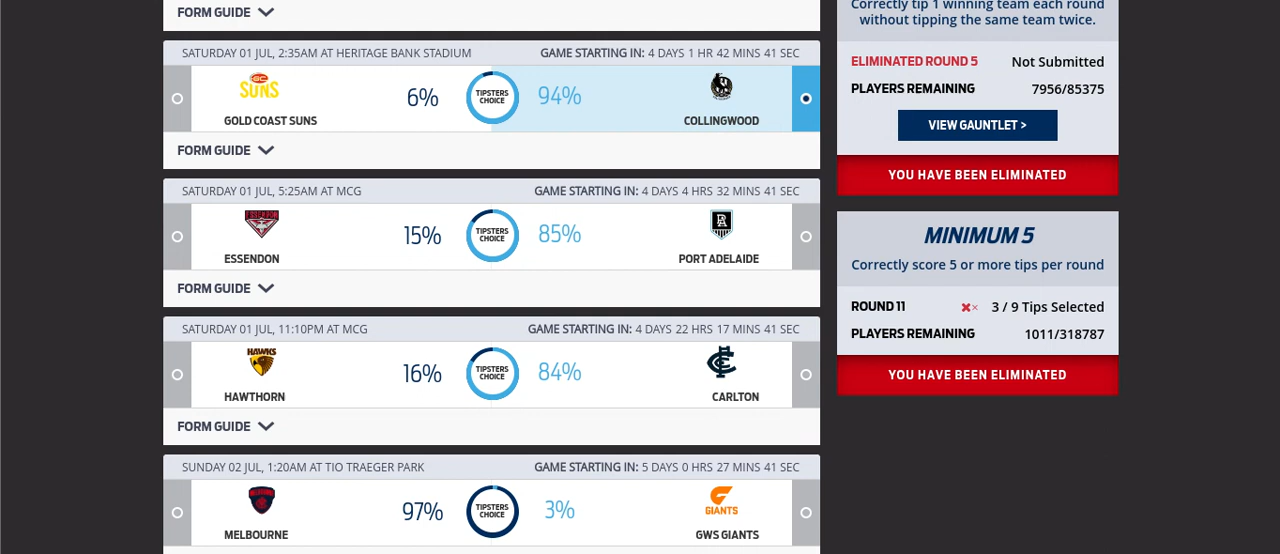 FORM GUIDE
SATURDAY 01 JUL, 2:35AM AT HERITAGE BANK STADIUM GAME STARTING IN: 4 DAYS 1 HR 42 MINS 41 SEC
GC
SUNS
6% TIPSTERS CHOICE 94%
GOLD COAST SUNS COLLINGWOOD
FORM GUIDE
SATURDAY 01 JUL, 5:25AM AT MCG GAME STARTING IN: 4 DAYS 4 HRS 32 MINS 41 SEC
ESSENDON
PA
15% TIPSTERS CHOICE 85%
ESSENDON PORT ADELAIDE
FORM GUIDE
SATURDAY 01 JUL, 11:10PM AT MCG GAME STARTING IN: 4 DAYS 22 HRS 17 MINS 41 SEC
HAWKS
CFC
16% TIPSTERS CHOICE 84%
HAWTHORN CARLTON
FORM GUIDE
SUNDAY 02 JUL, 1:20AM AT TIO TRAEGER PARK GAME STARTING IN: 5 DAYS 0 HRS 27 MINS 41 SEC
G
GIANTS
97% TIPSTERS CHOICE 3%
MELBOURNE GWS GIANTS
Correctly tip 1 winning team each round
without tipping the same team twice.
ELIMINATED ROUND 5 Not Submitted
PLAYERS REMAINING 7956/85375
VIEW GAUNTLET >
YOU HAVE BEEN ELIMINATED
MINIMUM 5
Correctly score 5 or more tips per round
ROUND 11 3 / 9 Tips Selected
PLAYERS REMAINING 1011/318787
YOU HAVE BEEN ELIMINATED